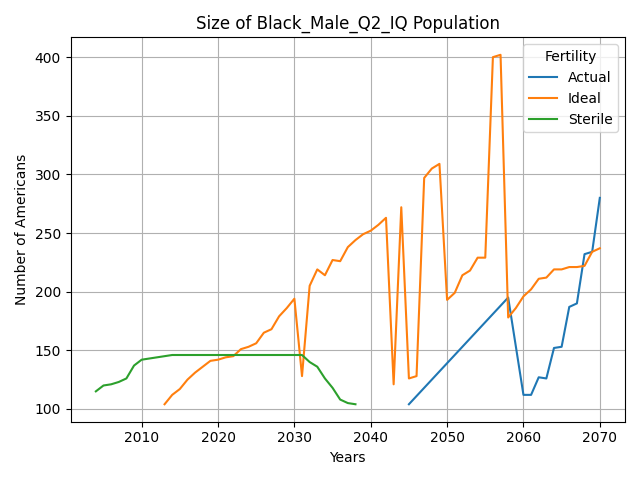 Size of Black_Male_Q2_IQ Population
Number of Americans
400
350
300
250
200
150
100
Fertility
Actual
Ideal
Sterile
2010 2020 2030 2040 2050 2060 2070
Years